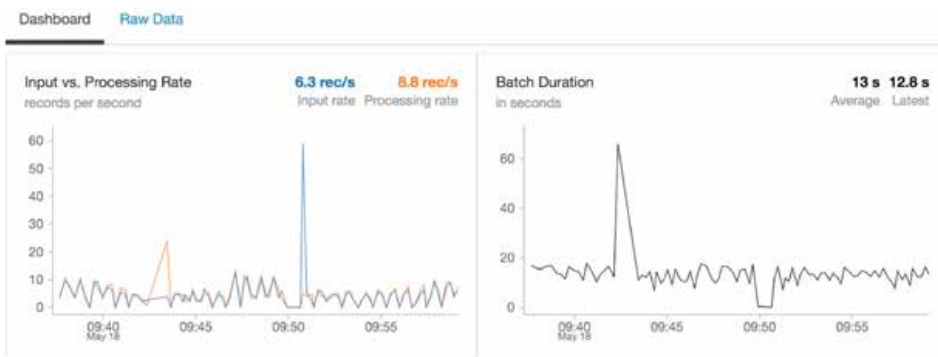 Dashboard Raw Data
Input vs. Processing Rate 6.3 rec/s 8.8 rec/s
records per second Input rate Processing rate
60
50
40
30
20
10
0
09:40 09:45 09:50 09:55
May 18
Batch Duration 13 s 12.8 s
in seconds Average Latest
60
40
20
0
09:40 09:45 09:50 09:55
May 18